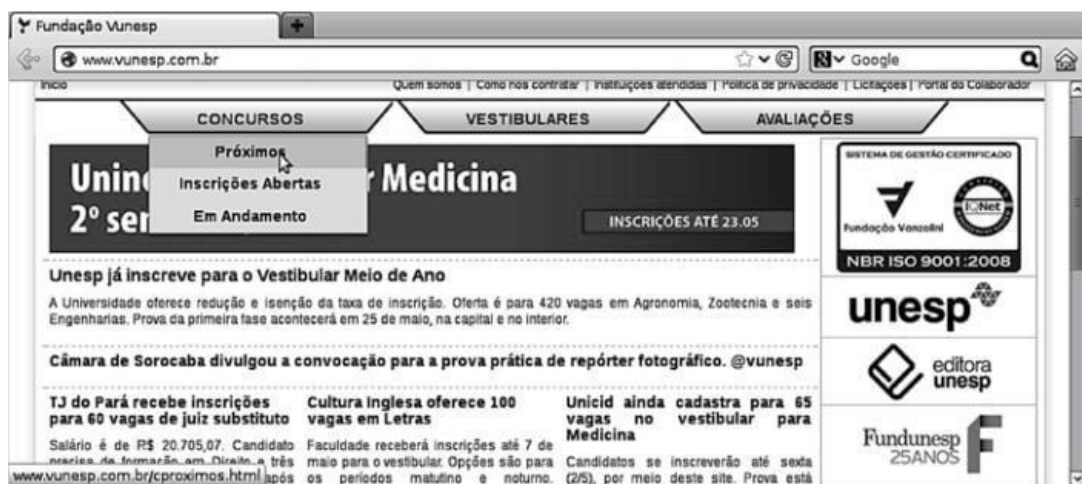 Fundação Vunesp
www.vunesp.com.br
Google
Início Quem somos | Como nos contratar | Instituições atendidas | Política de privacidade | Licitações | Portal do Colaborador
CONCURSOS VESTIBULARES AVALIAÇÕES
Próximos
Inscrições Abertas
Em Andamento
r Medicina
2º
INSCRIÇÕES ATÉ 23.05
SISTEMA DE GESTÃO CERTIFICADO
Fundação Vanzolini
IQNet
NBR ISO 9001:2008
Unesp já inscreve para o Vestibular Meio de Ano
A Universidade oferece redução e isenção da taxa de inscrição. Oferta é para 420 vagas em Agronomia, Zootecnia e seis
Engenharias. Prova da primeira fase acontecerá em 25 de maio, na capital e no interior.
Câmara de Sorocaba divulgou a convocação para a prova prática de repórter fotográfico. @vunesp
TJ do Pará recebe inscrições
para 60 vagas de juiz substituto
Salário é de R$ 20.705,07. Candidato
precisa de formação em Direito e três
após
Cultura Inglesa oferece 100
vagas em Letras
Faculdade receberá inscrições até 7 de
maio para o vestibular. Opções são para
os períodos matutino e noturno.
Unicid ainda cadastra para 65
vagas no vestibular para
Medicina
Candidatos se inscreverão até sexta
(2/5), por meio deste site. Prova está
unesp
editora
unesp
Fundunesp
25ANOS
www.vunesp.com.br/cproximos.html